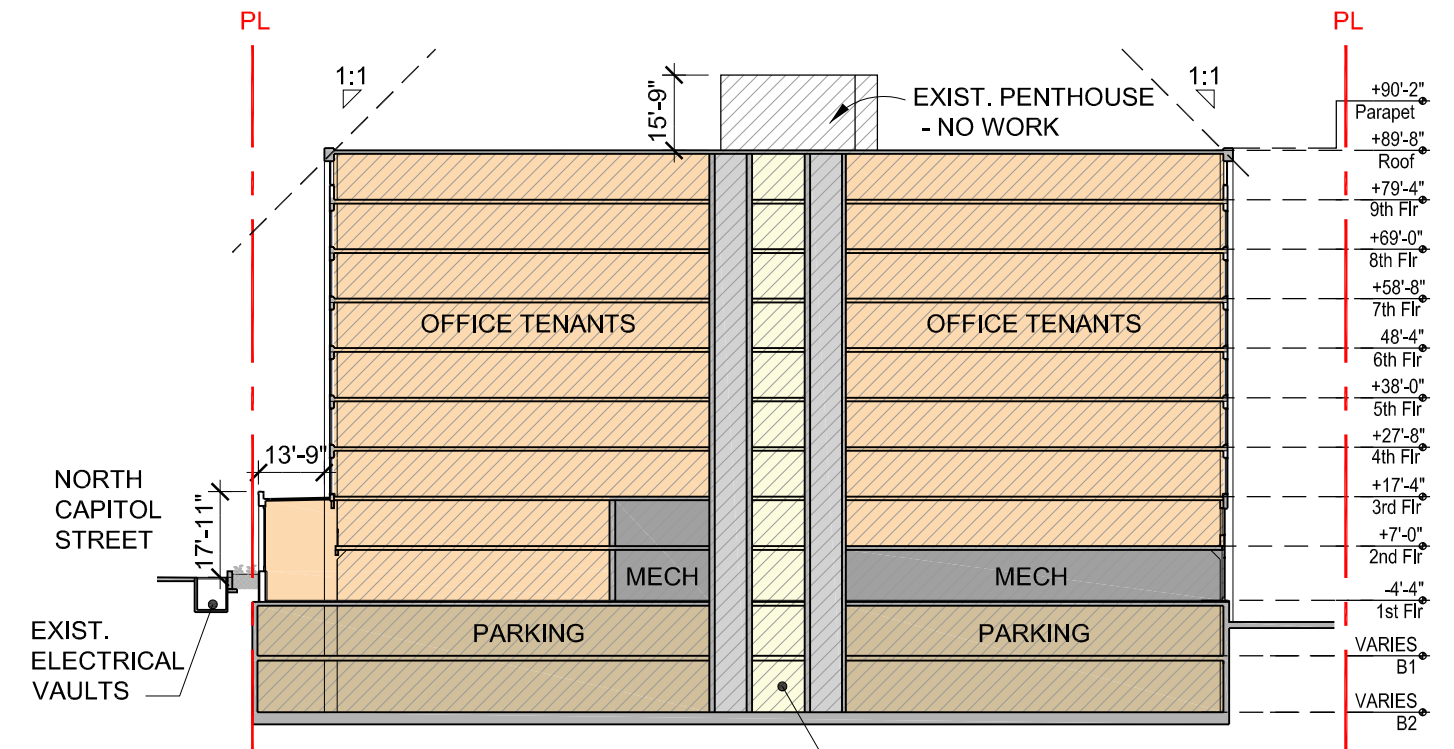 PL
PL
1:1
1:1
15'-9"
EXIST. PENTHOUSE
- NO WORK
+90'-2"
Parapet
+89'-8"
Roof
+79'-4"
9th Flr
+69'-0"
8th Flr
+58'-8"
7th Flr
OFFICE TENANTS
OFFICE TENANTS
48'-4"
6th Flr
+38'-0"
5th Flr
+27'-8"
4th Flr
13'-9"
NORTH
CAPITOL
STREET
17'-11"
+17'-4"
3rd Flr
+7'-0"
2nd Flr
MECH
MECH
-4'-4"
1st Flr
EXIST.
ELECTRICAL
VAULTS
PARKING
PARKING
VARIES
B1
VARIES
B2